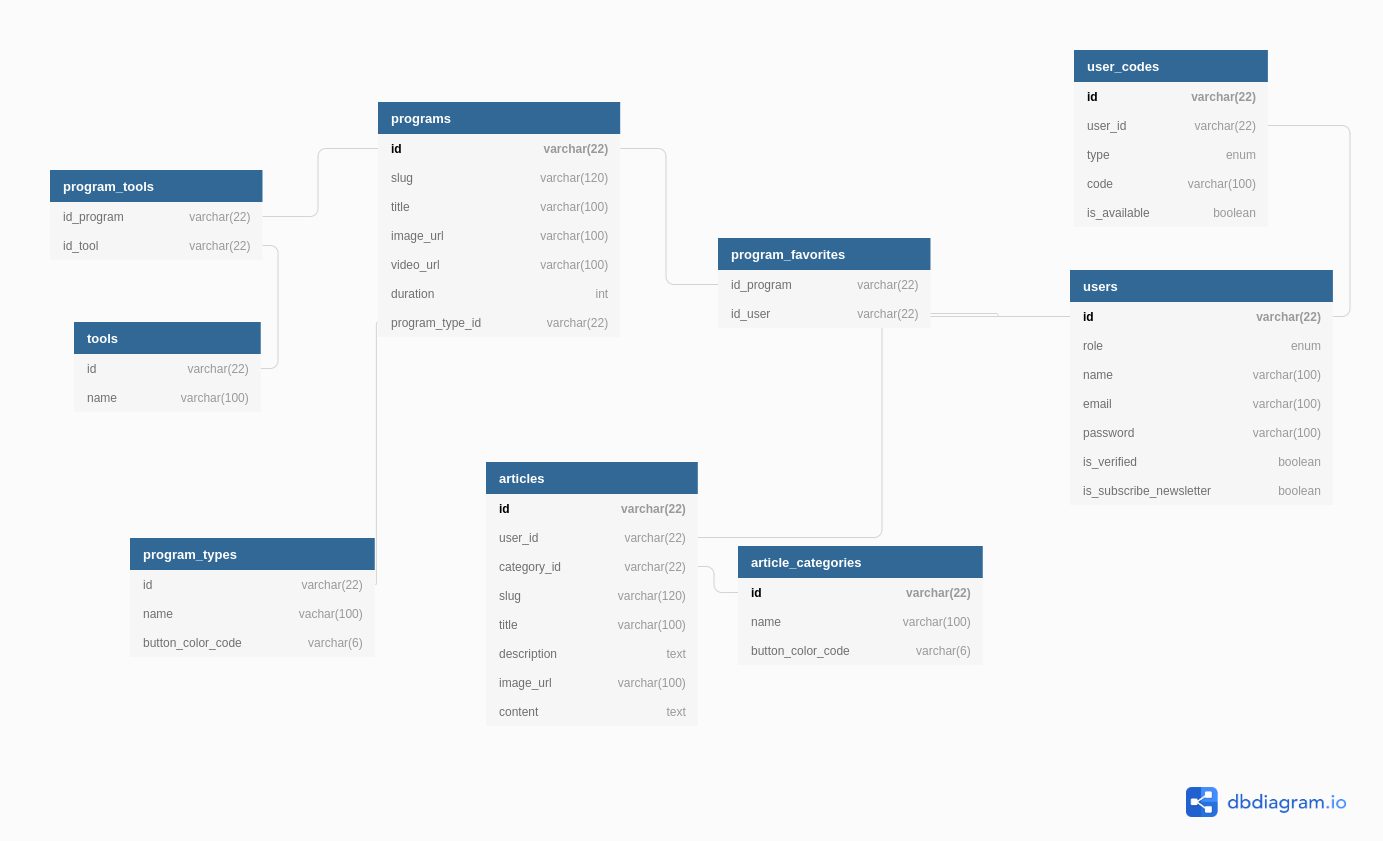 user_codes
id varchar(22)
user_id varchar(22)
type enum
code varchar(100)
is_available boolean
programs
id varchar(22)
slug varchar(120)
title varchar(100)
image_url varchar(100)
video_url varchar(100)
duration int
program_type_id varchar(22)
program_tools
id_program varchar(22)
id_tool varchar(22)
program_favorites
id_program varchar(22)
id_user varchar(22)
users
id varchar(22)
role enum
name varchar(100)
email varchar(100)
password varchar(100)
is_verified boolean
is_subscribe_newsletter boolean
tools
id varchar(22)
name varchar(100)
articles
id varchar(22)
user_id varchar(22)
category_id varchar(22)
slug varchar(120)
title varchar(100)
description text
image_url varchar(100)
content text
program_types
id varchar(22)
name vachar(100)
button_color_code varchar(6)
article_categories
id varchar(22)
name varchar(100)
button_color_code varchar(6)
dbdiagram.io